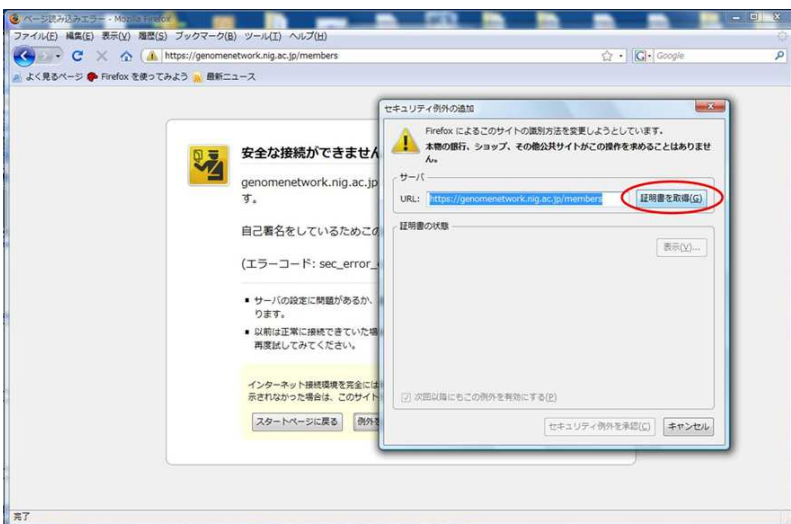 ページ読み込みエラー - Mozilla Firefox
ファイル(F) 編集(E) 表示(V) 履歴(S) ブックマーク(B) ツール(T) ヘルプ(H)
https://genomenetwork.nig.ac.jp/members
Google
よく見るページ Firefox を使ってみよう 最新ニュース
安全な接続ができません
genomenetwork.nig.ac.jp
す。
自己署名をしているためこの
(エラーコード: sec_error_
サーバの設定に問題があるか、
ります。
以前は正常に接続できていた場
再度試してみてください。
インターネット接続環境を完全には
示されなかった場合は、このサイト
スタートページに戻る 例外を
セキュリティ例外の追加
Firefox によるこのサイトの識別方法を変更しようとしています。
本物の銀行、ショップ、その他公共サイトがこの操作を求めることはありませ
ん。
サーバ
URL: https://genomenetwork.nig.ac.jp/members 証明書を取得(G)
証明書の状態
表示(V)...
次回以降にもこの例外を有効にする(P)
セキュリティ例外を承認(C) キャンセル
完了